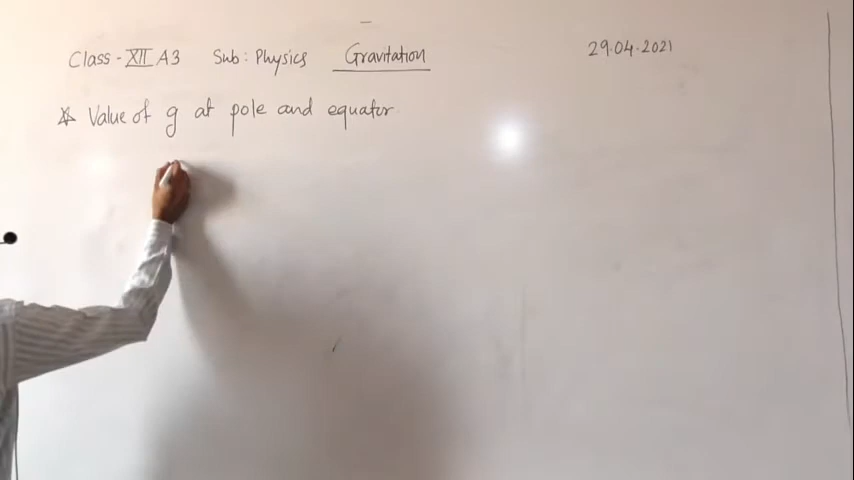 Class - XII A3 Sub : Physics Gravitation 29.04.2021
Value of g at pole and equator